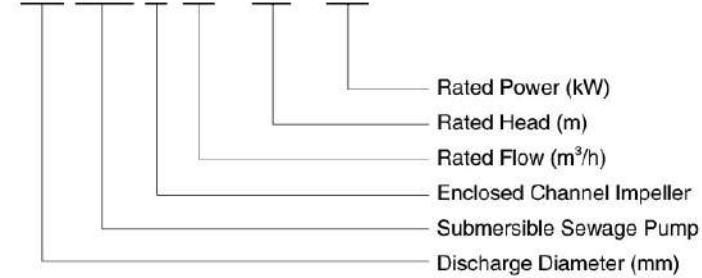 Rated Power (kW)
Rated Head (m)
Rated Flow (m³/h)
Enclosed Channel Impeller
Submersible Sewage Pump
Discharge Diameter (mm)